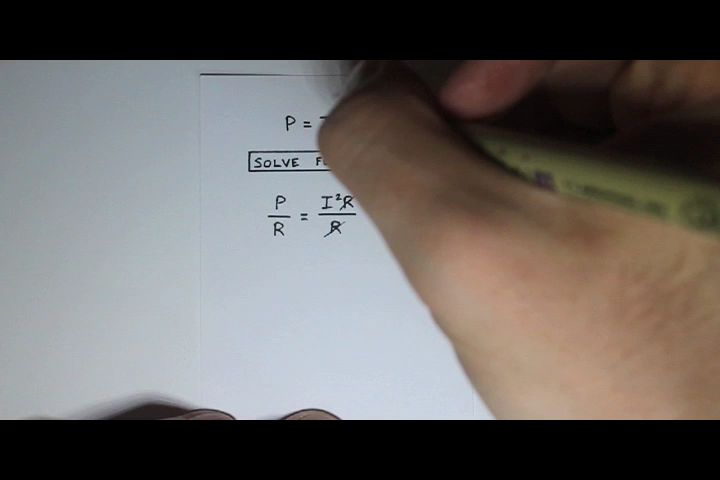 P =
SOLVE
P/R = I²R/R